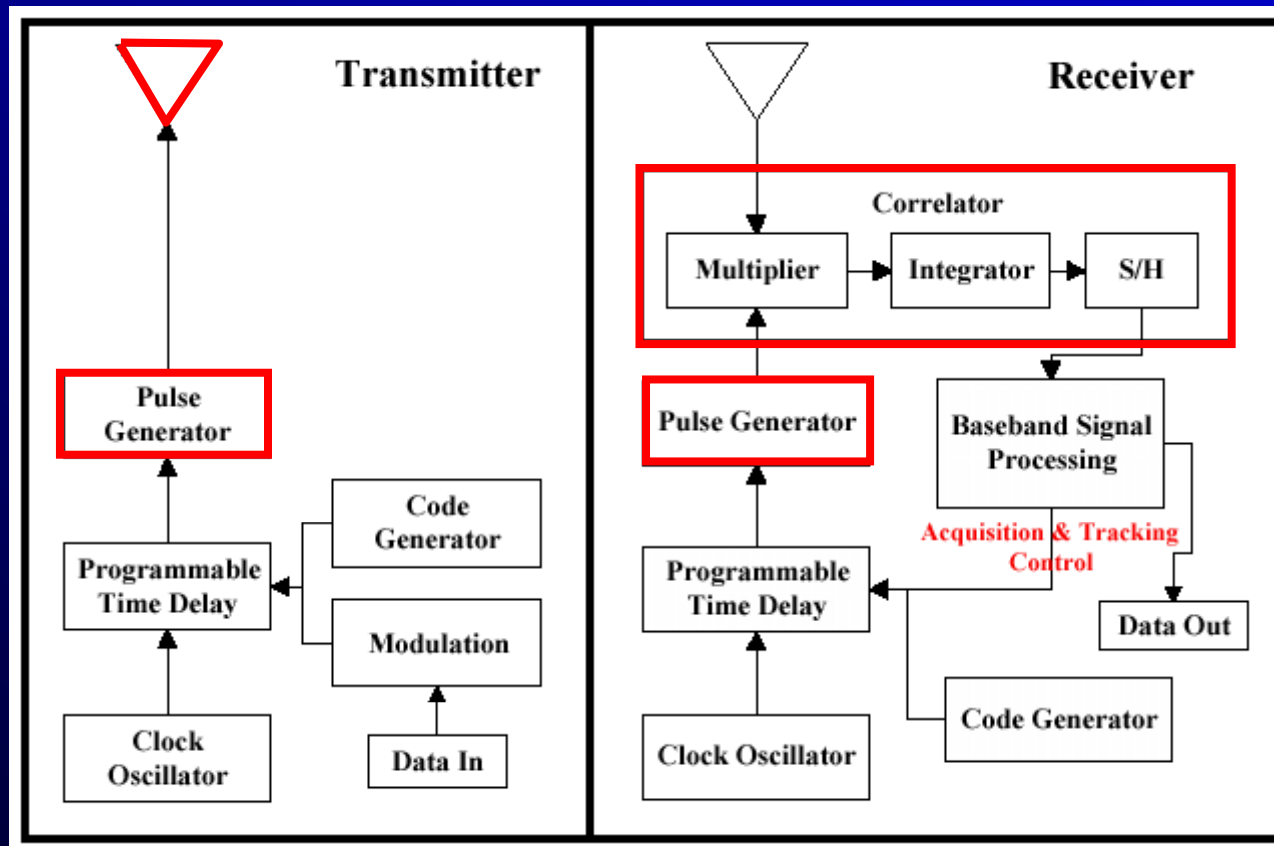 Transmitter
Pulse
Generator
Code
Generator
Programmable
Time Delay
Modulation
Clock
Oscillator
Data In
Receiver
Correlator
Multiplier
Integrator
S/H
Pulse Generator
Baseband Signal
Processing
Acquisition & Tracking
Control
Programmable
Time Delay
Data Out
Code Generator
Clock Oscillator